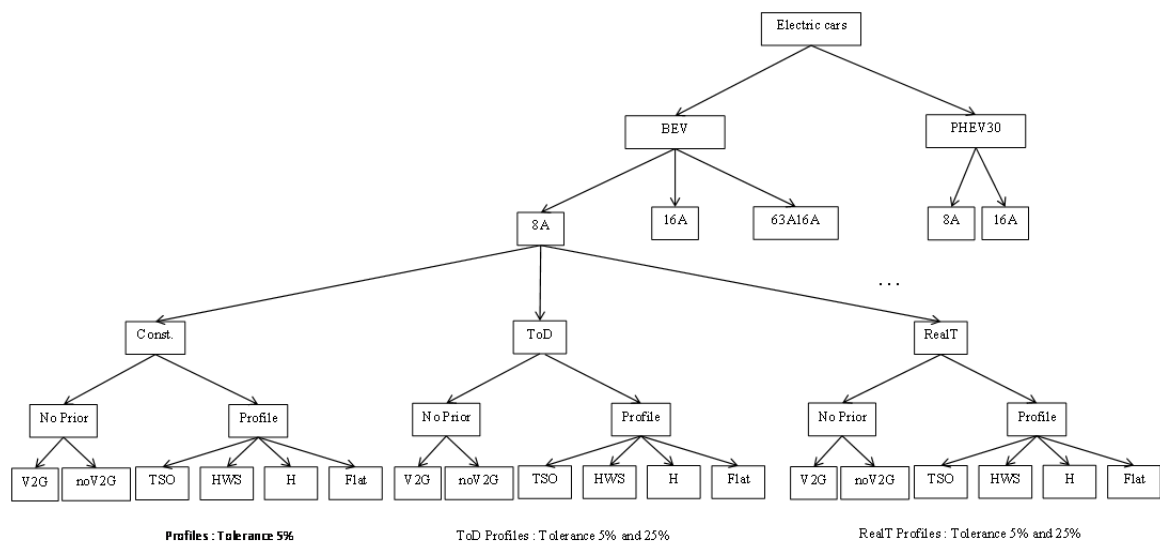 Electric cars
BEV
PHEV30
8A
16A
63A16A
8A
16A
...
Const.
ToD
RealT
No Prior
Profile
No Prior
Profile
No Prior
Profile
V2G
noV2G
TSO
HWS
H
Flat
V2G
noV2G
TSO
HWS
H
Flat
V2G
noV2G
TSO
HWS
H
Flat
Profiles : Tolerance 5%
ToD Profiles : Tolerance 5% and 25%
RealT Profiles : Tolerance 5% and 25%